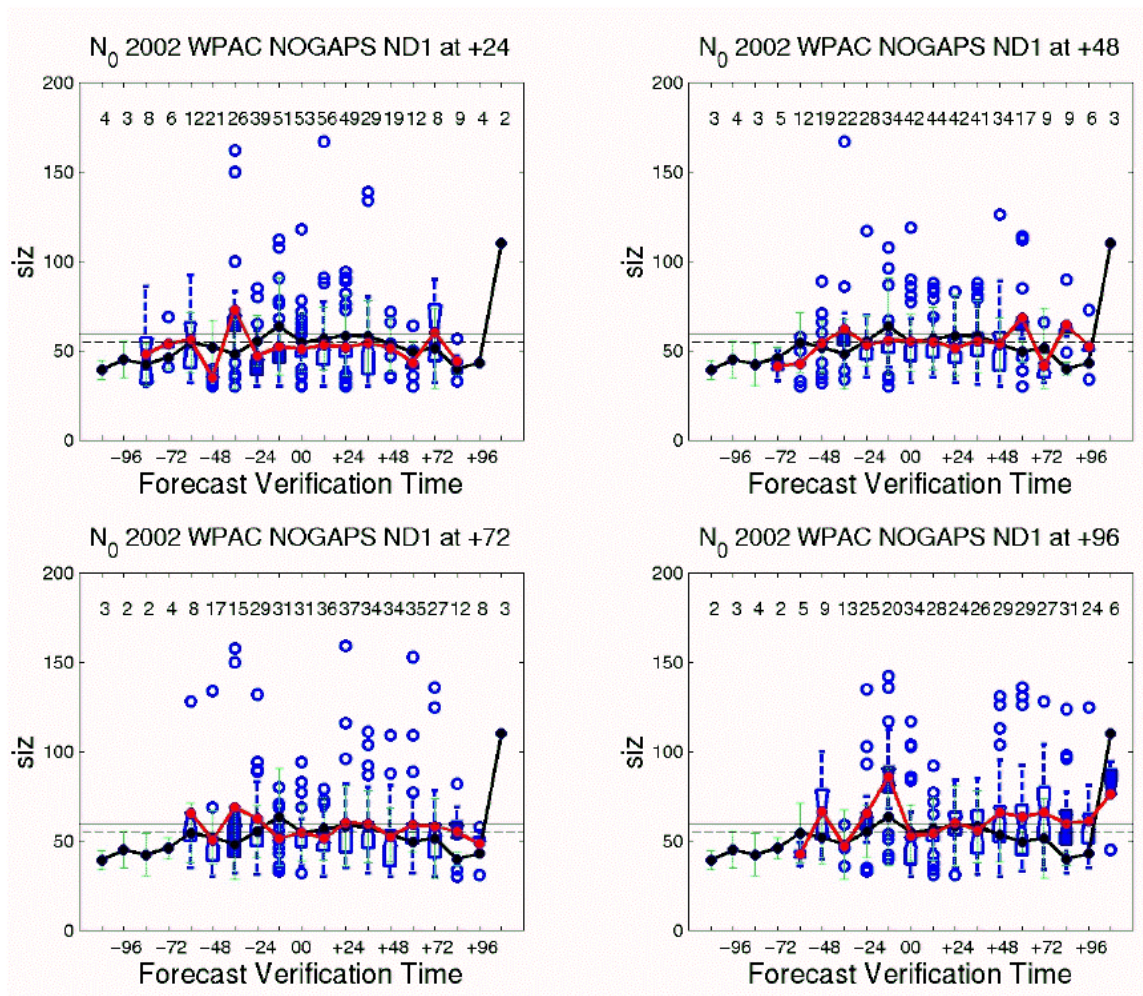 N0 2002 WPAC NOGAPS ND1 at +24
200
150
100
50
0
siz
4 3 8 6 12 21 26 39 51 53 56 49 29 19 12 8 9 4 2
−96 −72 −48 −24 00 +24 +48 +72 +96
Forecast Verification Time
N0 2002 WPAC NOGAPS ND1 at +48
200
150
100
50
0
siz
3 4 3 5 12 19 22 28 34 42 44 42 41 34 17 9 9 6 3
−96 −72 −48 −24 00 +24 +48 +72 +96
Forecast Verification Time
N0 2002 WPAC NOGAPS ND1 at +72
200
150
100
50
0
siz
3 2 2 4 8 17 15 29 31 31 36 37 34 34 35 27 12 8 3
−96 −72 −48 −24 00 +24 +48 +72 +96
Forecast Verification Time
N0 2002 WPAC NOGAPS ND1 at +96
200
150
100
50
0
siz
2 3 4 2 5 9 13 25 20 34 28 24 26 29 29 27 31 24 6
−96 −72 −48 −24 00 +24 +48 +72 +96
Forecast Verification Time